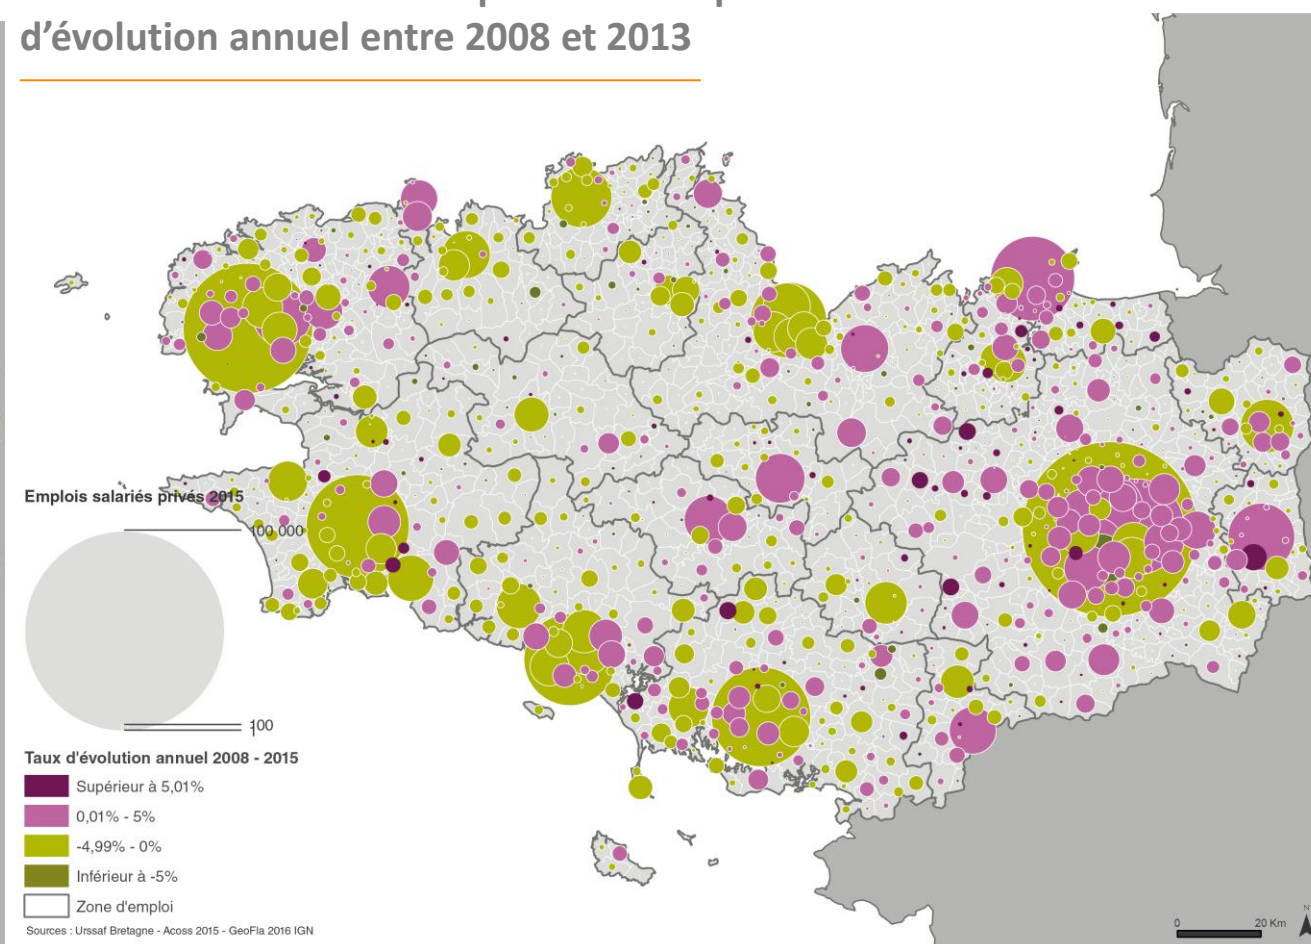 d’évolution annuel entre 2008 et 2013
Emplois salariés privés 2015
100 000
100
Taux d'évolution annuel 2008 - 2015
Supérieur à 5,01%
0,01% - 5%
-4,99% - 0%
Inférieur à -5%
Zone d'emploi
Sources : Urssaf Bretagne - Acoss 2015 - GeoFla 2016 IGN
0 20 Km
N